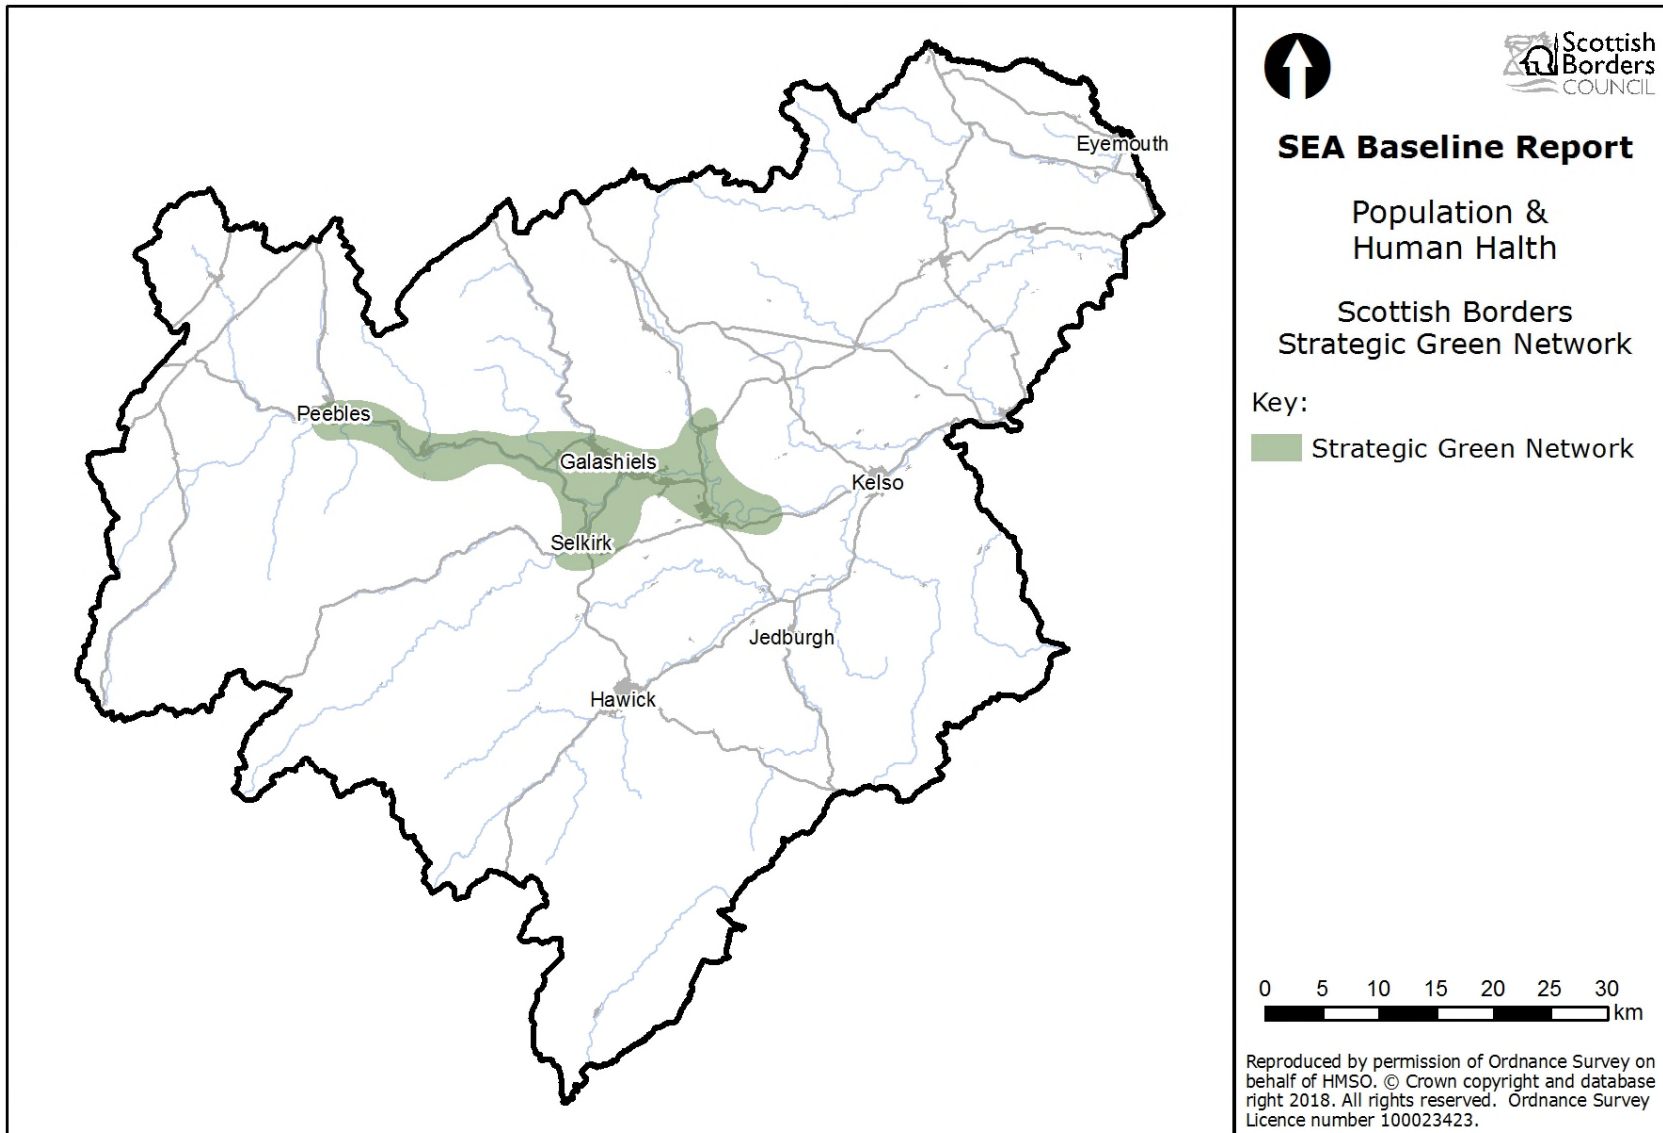 Scottish
Borders
COUNCIL
SEA Baseline Report
Population &
Human Halth
Scottish Borders
Strategic Green Network
Key:
Strategic Green Network
Eyemouth
Peebles
Galashiels
Kelso
Selkirk
Jedburgh
Hawick
0 5 10 15 20 25 30
km
Reproduced by permission of Ordnance Survey on
behalf of HMSO. © Crown copyright and database
right 2018. All rights reserved. Ordnance Survey
Licence number 100023423.